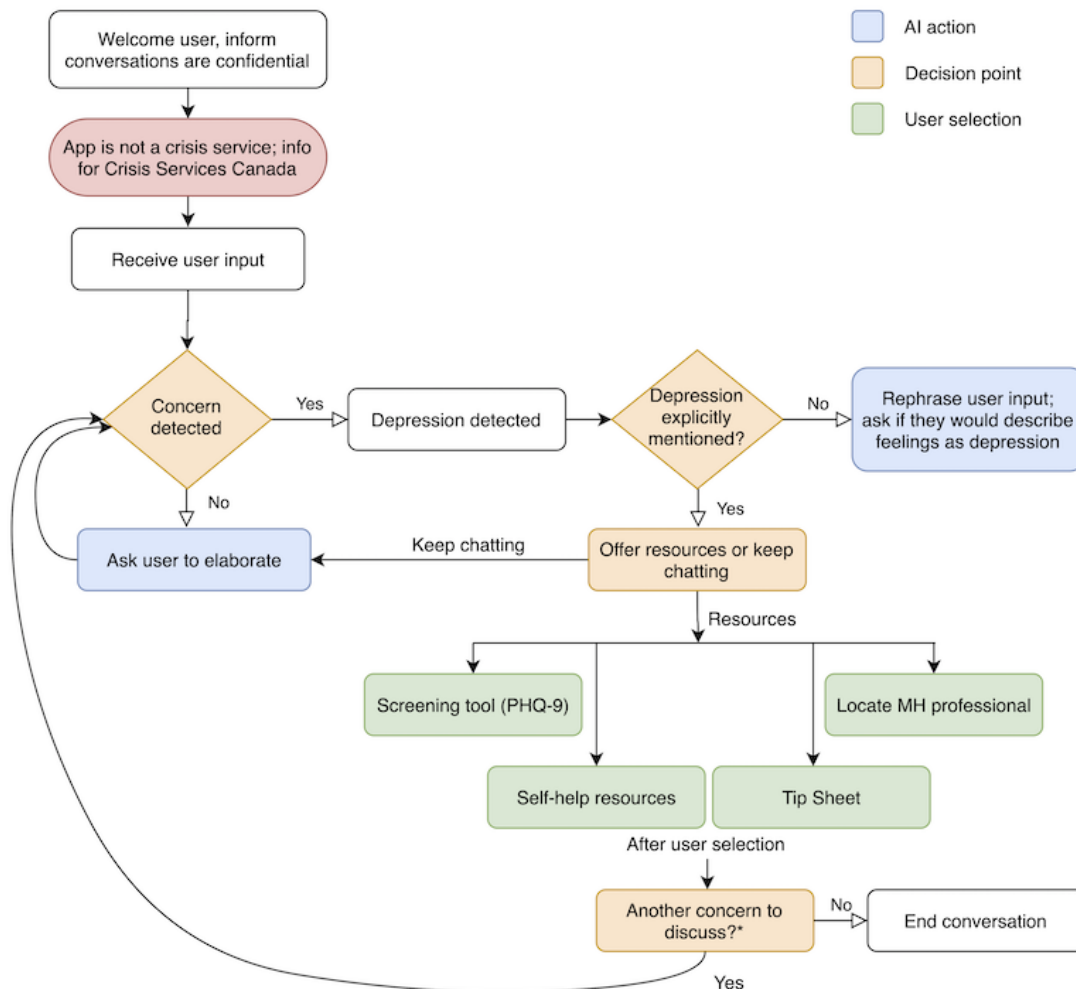 Welcome user, inform
conversations are confidential
AI action
Decision point
User selection
App is not a crisis service; info
for Crisis Services Canada
Receive user input
Concern
detected
Yes
Depression detected
Depression
explicitly
mentioned?
No
Rephrase user input;
ask if they would describe
feelings as depression
No
Yes
Ask user to elaborate
Keep chatting
Offer resources or keep
chatting
Resources
Screening tool (PHQ-9)
Locate MH professional
Self-help resources
Tip Sheet
After user selection
Another concern to
discuss?*
No
End conversation
Yes